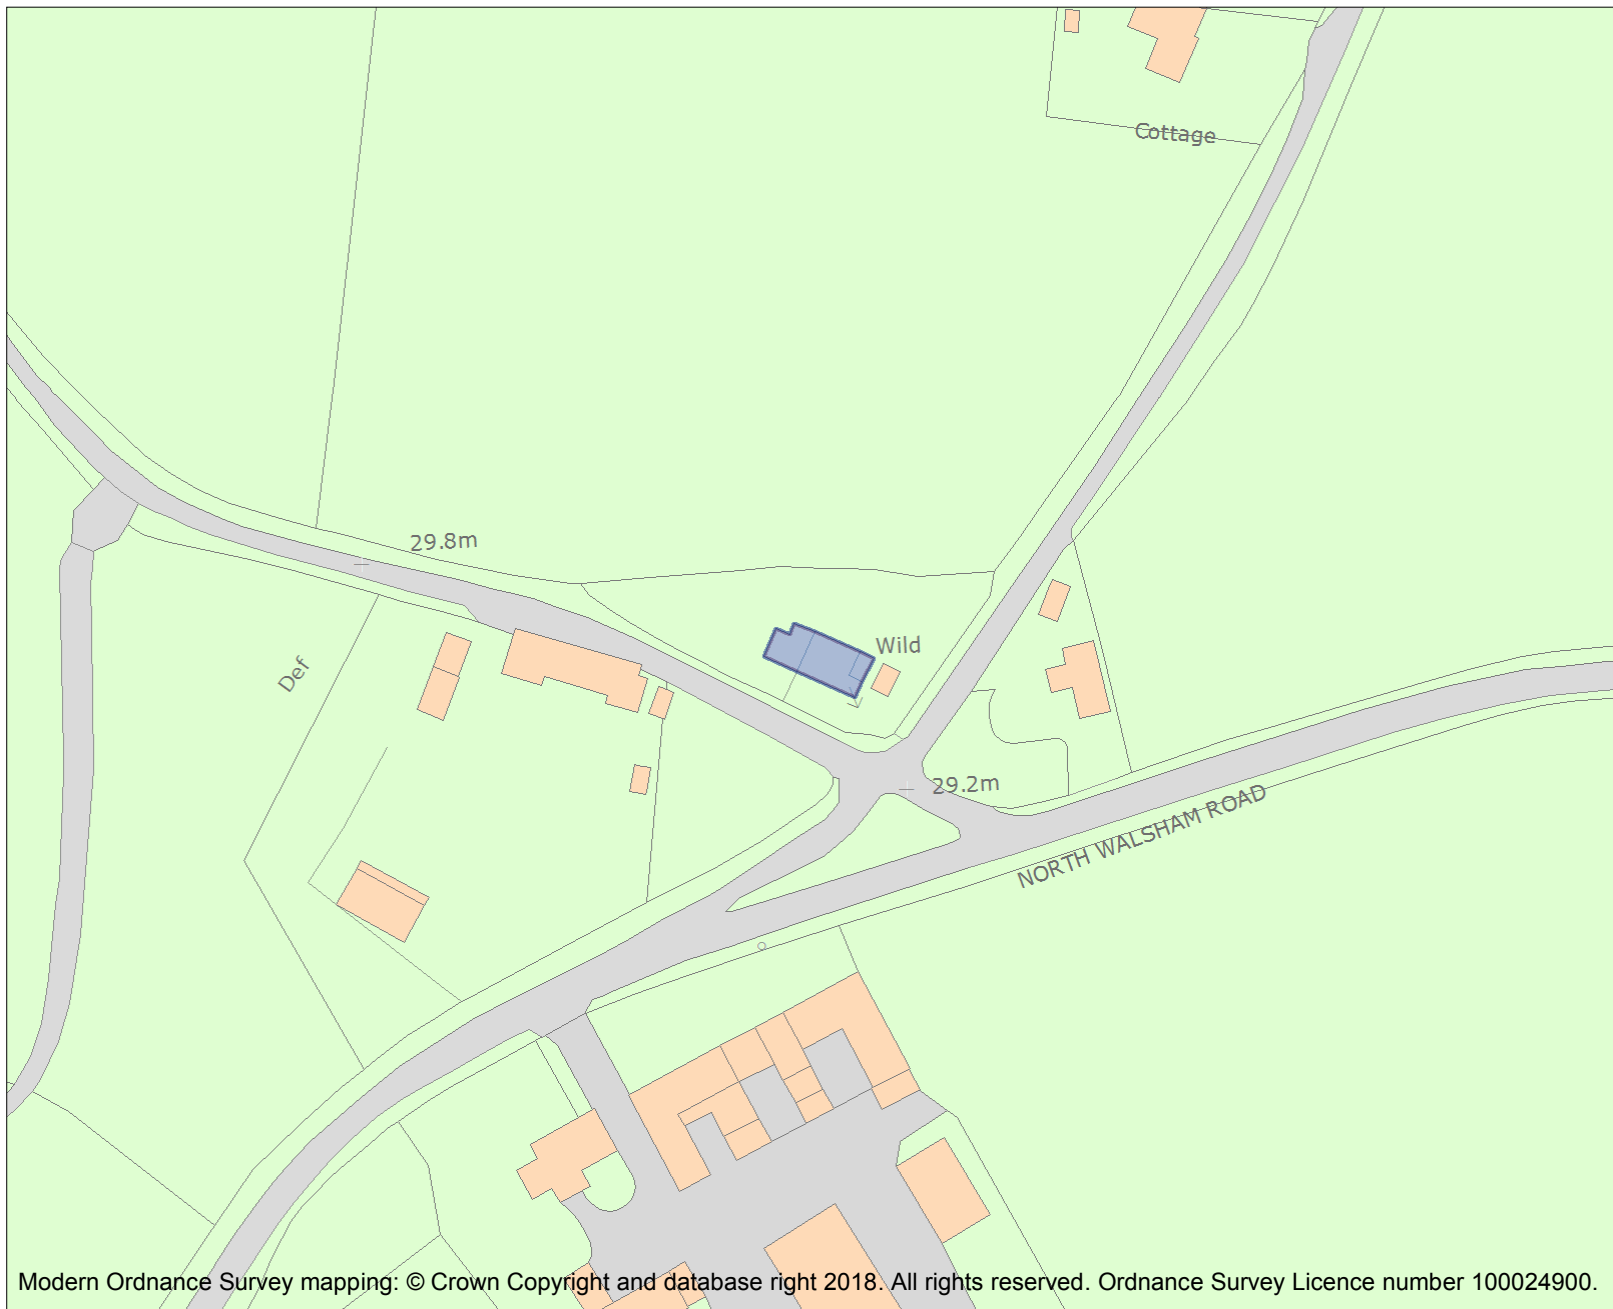 Cottage
29.8m
Wild
Def
29.2m
NORTH WALSHAM ROAD
Modern Ordnance Survey mapping: © Crown Copyright and database right 2018. All rights reserved. Ordnance Survey Licence number 100024900.